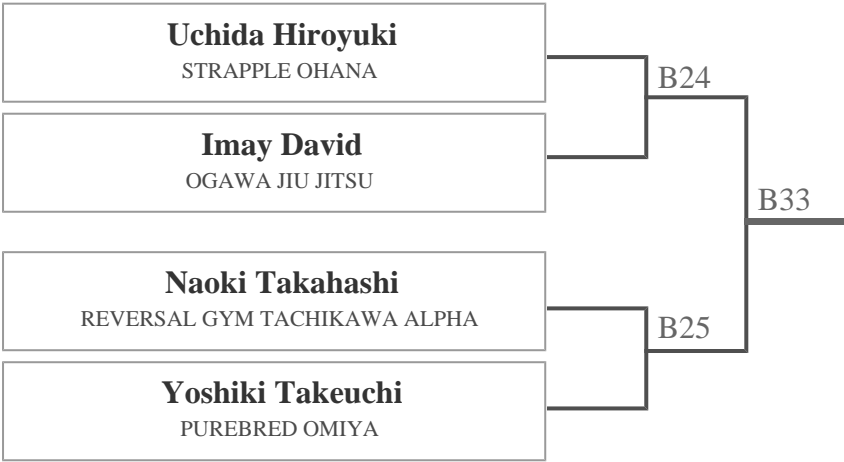 Uchida Hiroyuki
STRAPPLE OHANA
B24
Imay David
OGAWA JIU JITSU
B33
Naoki Takahashi
REVERSAL GYM TACHIKAWA ALPHA
B25
Yoshiki Takeuchi
PUREBRED OMIYA